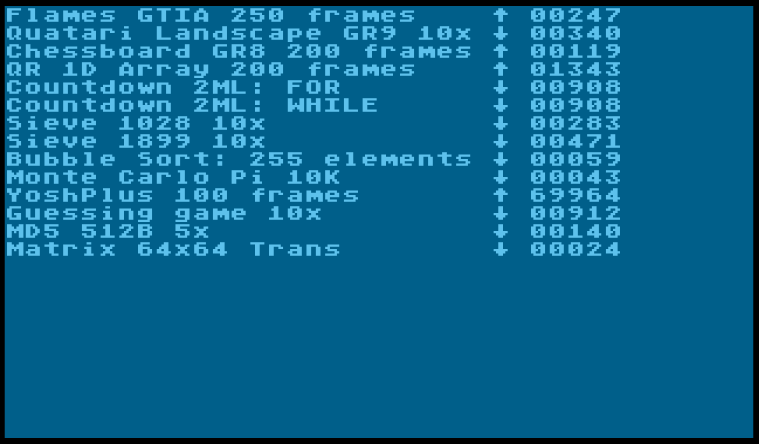 Flames GTIA 250 frames ↑ 00247
Quatari Landscape GR9 10x ↓ 00340
Chessboard GR8 200 frames ↑ 00119
QR 1D Array 200 frames ↑ 01343
Countdown 2ML: FOR ↓ 00908
Countdown 2ML: WHILE ↓ 00908
Sieve 1028 10x ↓ 00283
Sieve 1899 10x ↓ 00471
Bubble Sort: 255 elements ↓ 00059
Monte Carlo Pi 10K ↓ 00043
YoshPlus 100 frames ↑ 69964
Guessing game 10x ↓ 00912
MD5 512B 5x ↓ 00140
Matrix 64x64 Trans ↓ 00024